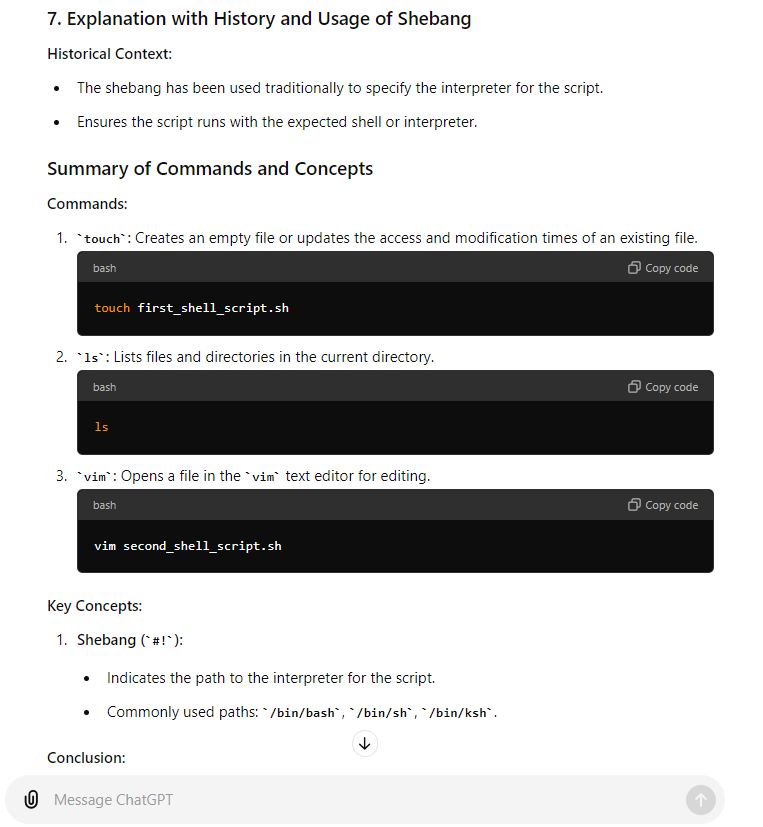 7. Explanation with History and Usage of Shebang
Historical Context:
• The shebang has been used traditionally to specify the interpreter for the script.
• Ensures the script runs with the expected shell or interpreter.
Summary of Commands and Concepts
Commands:
1. `touch`: Creates an empty file or updates the access and modification times of an existing file.
bash Copy code
touch first_shell_script.sh
2. `ls`: Lists files and directories in the current directory.
bash Copy code
ls
3. `vim`: Opens a file in the `vim` text editor for editing.
bash Copy code
vim second_shell_script.sh
Key Concepts:
1. Shebang (`#!`):
• Indicates the path to the interpreter for the script.
• Commonly used paths: `/bin/bash`, `/bin/sh`, `/bin/ksh`.
Conclusion:
Message ChatGPT